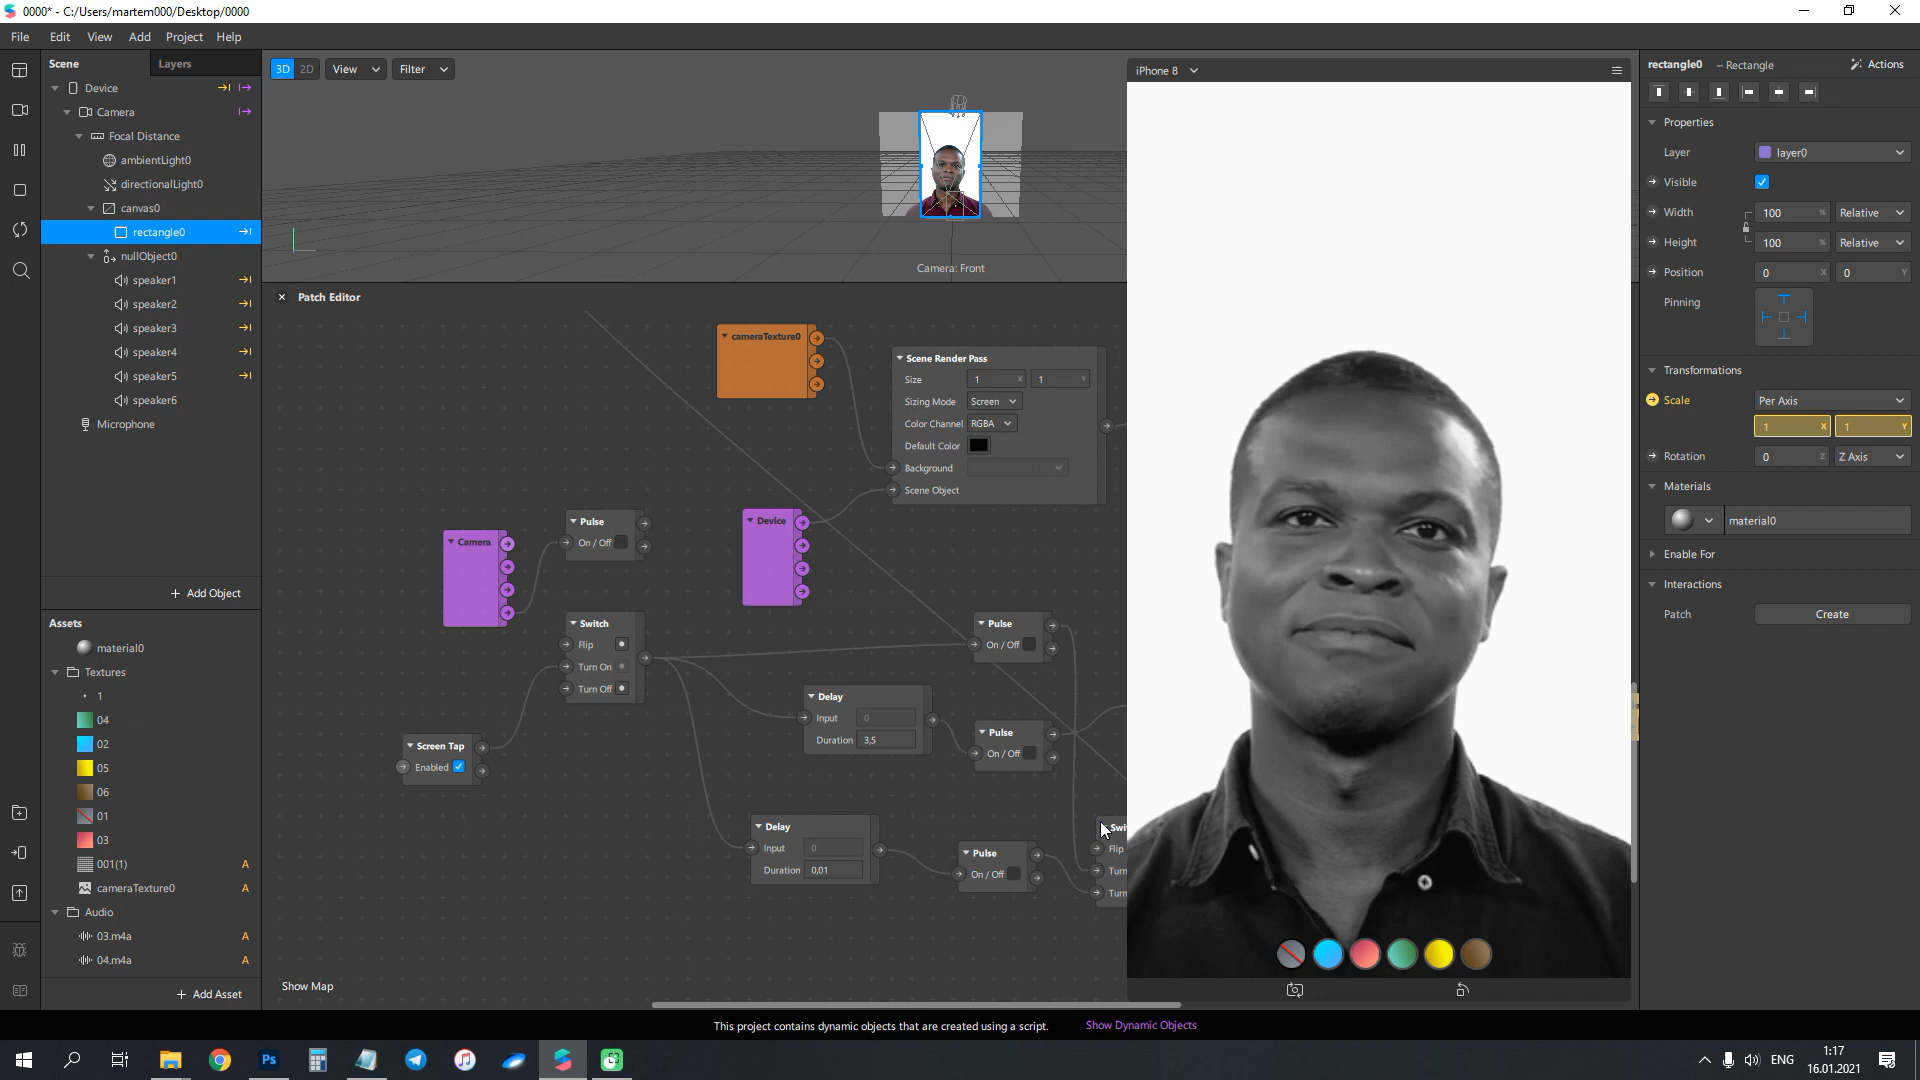 0000* - C:/Users/martem000/Desktop/0000
File Edit View Add Project Help
Scene
Layers
Device
Camera
Focal Distance
ambientLight0
directionalLight0
canvas0
rectangle0
nullObject0
speaker1
speaker2
speaker3
speaker4
speaker5
speaker6
Microphone
+ Add Object
Assets
material0
Textures
1
04
02
05
06
01
03
001(1) A
cameraTexture0 A
Audio
03.m4a A
04.m4a A
+ Add Asset
3D 2D View Filter
Camera: Front
Patch Editor
cameraTexture0
Scene Render Pass
Size 1 X 1 Y
Sizing Mode Screen
Color Channel RGBA
Default Color
Background
Scene Object
Camera
Pulse
On / Off
Device
Switch
Flip
Turn On
Turn Off
Screen Tap
Enabled
Delay
Input 0
Duration 3,5
Pulse
On / Off
Pulse
On / Off
Delay
Input 0
Duration 0,01
Pulse
On / Off
Swi
Flip
Turn
Turn
Show Map
iPhone 8
rectangle0 – Rectangle Actions
Properties
Layer layer0
Visible
Width 100 % Relative
Height 100 % Relative
Position 0 X 0 Y
Pinning
Transformations
Scale Per Axis
1 X 1 Y
Rotation 0 Z Z Axis
Materials
material0
Enable For
Interactions
Patch Create
This project contains dynamic objects that are created using a script. Show Dynamic Objects
Ps
ENG
1:17
16.01.2021